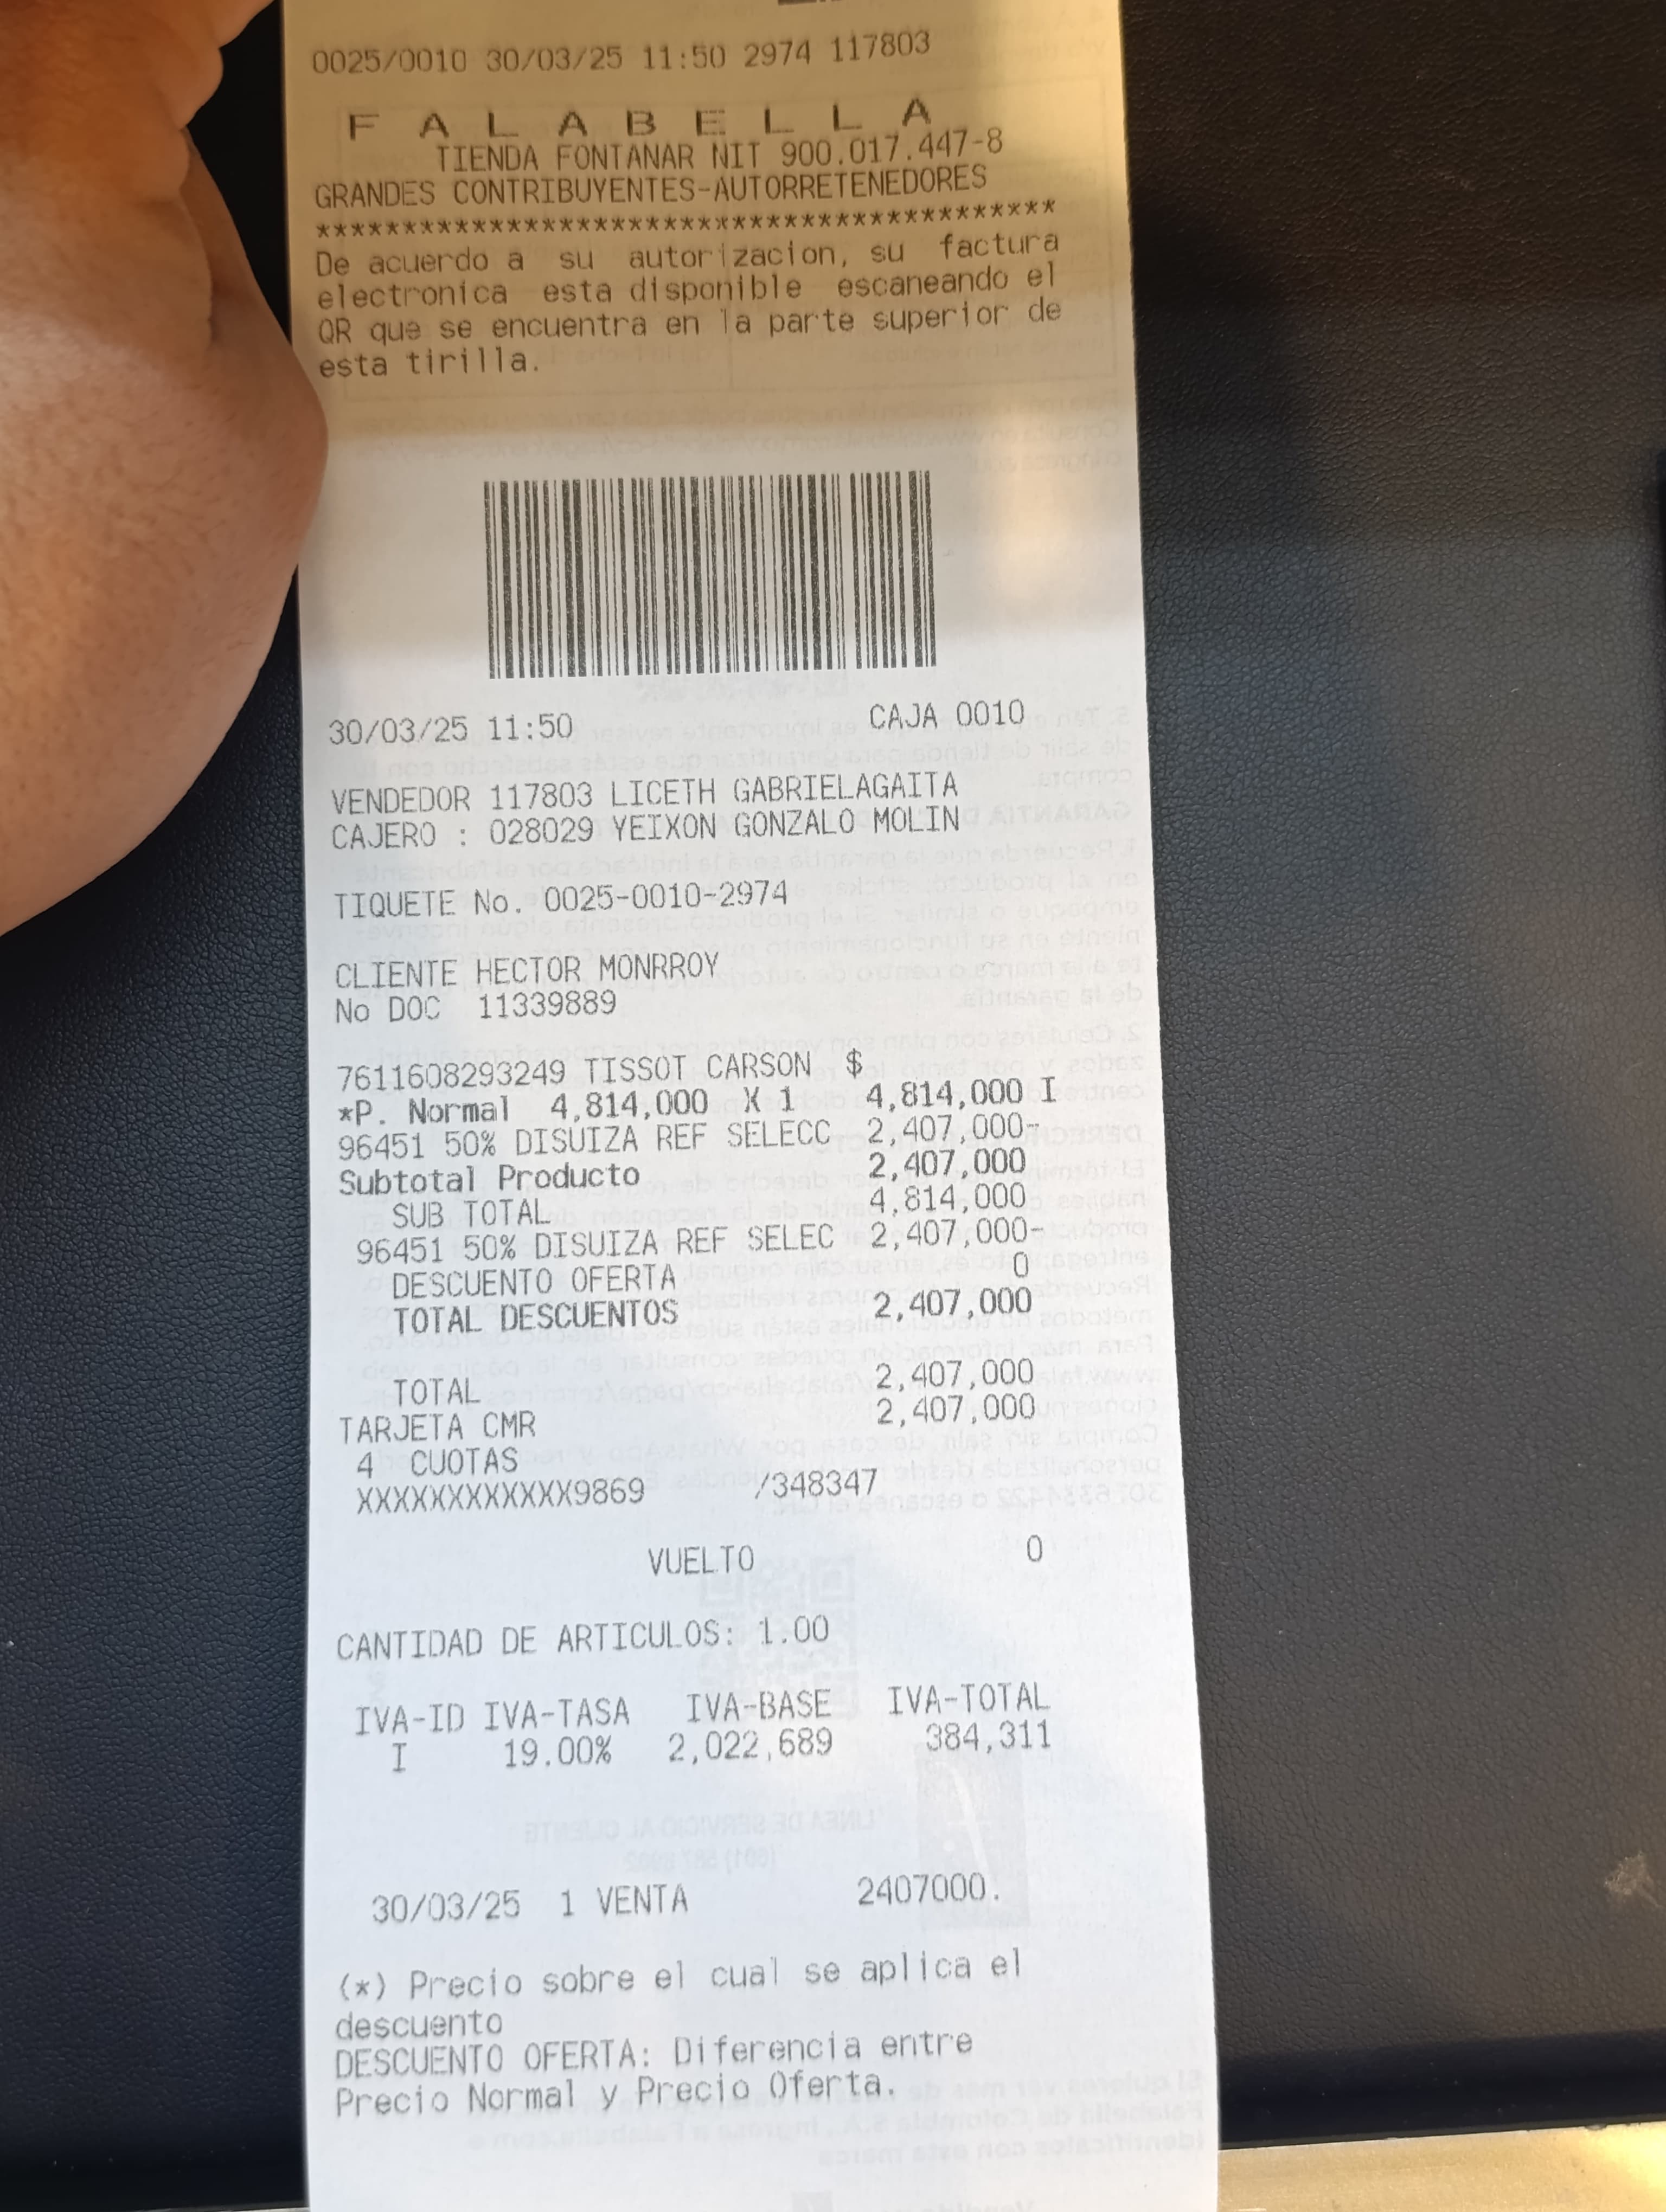 0025/0010 30/03/25 11:50 2974 117803
F A L A B E L L A
TIENDA FONTANAR NIT 900.017.447-8
GRANDES CONTRIBUYENTES-AUTORRETENEDORES
******************************************
De acuerdo a su autorizacion, su factura
electronica esta disponible escaneando el
QR que se encuentra en la parte superior de
esta tirilla.
30/03/25 11:50 CAJA 0010
VENDEDOR 117803 LICETH GABRIELAGAITA
CAJERO : 028029 YEIXON GONZALO MOLIN
TIQUETE No. 0025-0010-2974
CLIENTE HECTOR MONRROY
No DOC 11339889
7611608293249 TISSOT CARSON $
*P. Normal 4,814,000 X 1 4,814,000 I
96451 50% DISUIZA REF SELECC 2,407,000-
Subtotal Producto 2,407,000
SUB TOTAL 4,814,000
96451 50% DISUIZA REF SELEC 2,407,000-
DESCUENTO OFERTA 0
TOTAL DESCUENTOS 2,407,000
TOTAL 2,407,000
TARJETA CMR 2,407,000
4 CUOTAS
XXXXXXXXXXXX9869 /348347
VUELTO 0
CANTIDAD DE ARTICULOS: 1.00
IVA-ID IVA-TASA IVA-BASE IVA-TOTAL
I 19.00% 2,022,689 384,311
30/03/25 1 VENTA 2407000.
(*) Precio sobre el cual se aplica el
descuento
DESCUENTO OFERTA: Diferencia entre
Precio Normal y Precio Oferta.